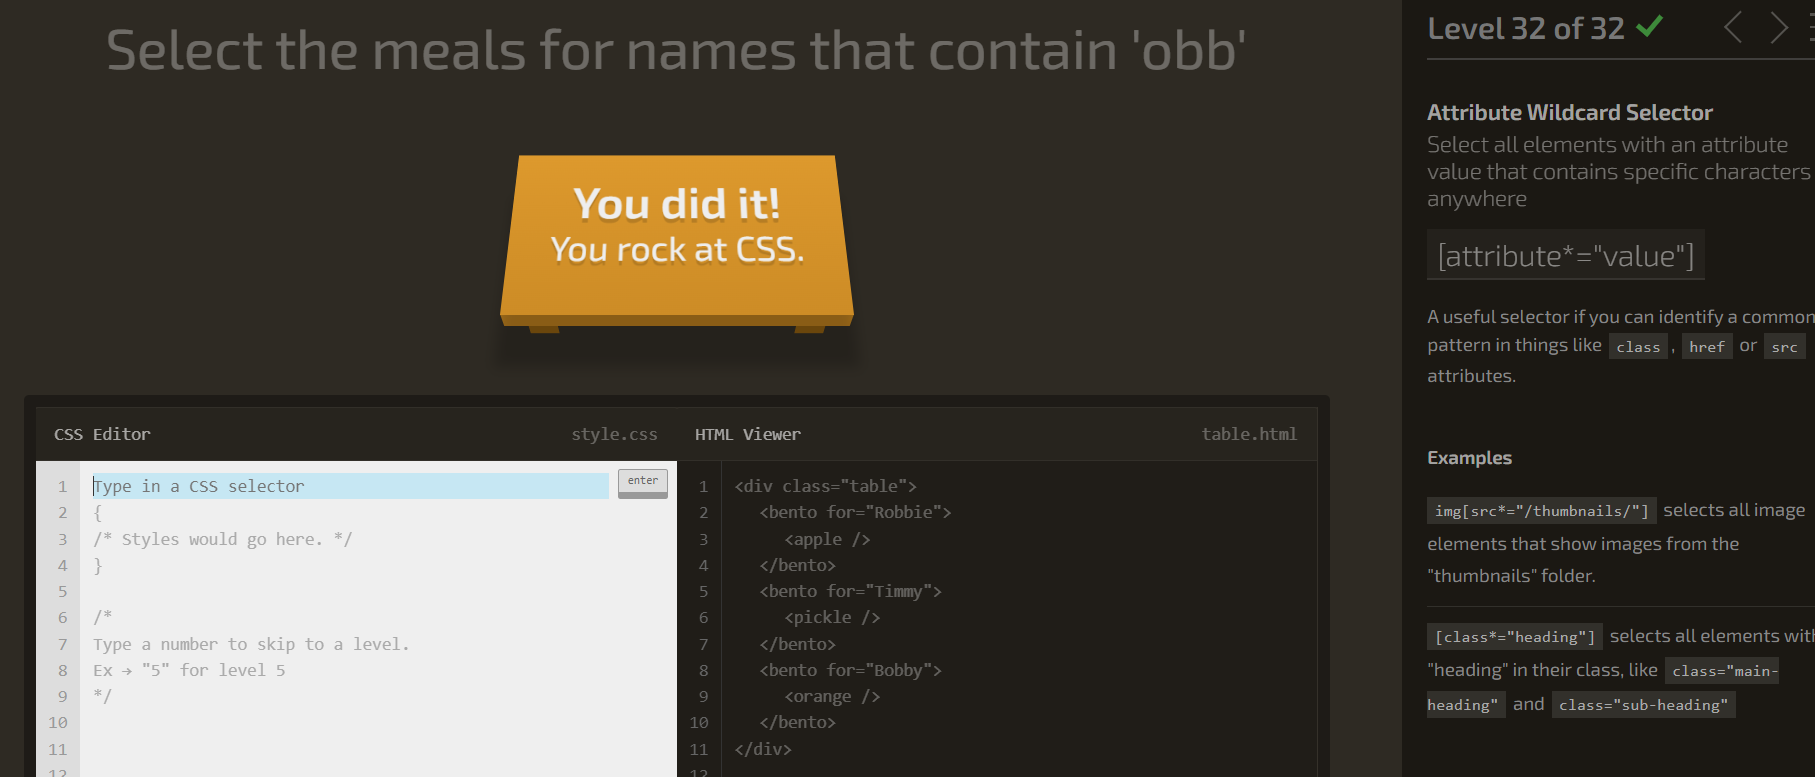 Select the meals for names that contain 'obb'
You did it!
You rock at CSS.
CSS Editor
style.css
1 Type in a CSS selector
enter
2 {
3 /* Styles would go here. */
4 }
5
6 /*
7 Type a number to skip to a level.
8 Ex → "5" for level 5
9 */
10
11
12
HTML Viewer
table.html
1 <div class="table">
2 <bento for="Robbie">
3 <apple />
4 </bento>
5 <bento for="Timmy">
6 <pickle />
7 </bento>
8 <bento for="Bobby">
9 <orange />
10 </bento>
11 </div>
12
Level 32 of 32
Attribute Wildcard Selector
Select all elements with an attribute
value that contains specific characters
anywhere
[attribute*="value"]
A useful selector if you can identify a common
pattern in things like class, href or src
attributes.
Examples
img[src*="/thumbnails/"] selects all image
elements that show images from the
"thumbnails" folder.
[class*="heading"] selects all elements with
"heading" in their class, like class="main-
heading" and class="sub-heading"